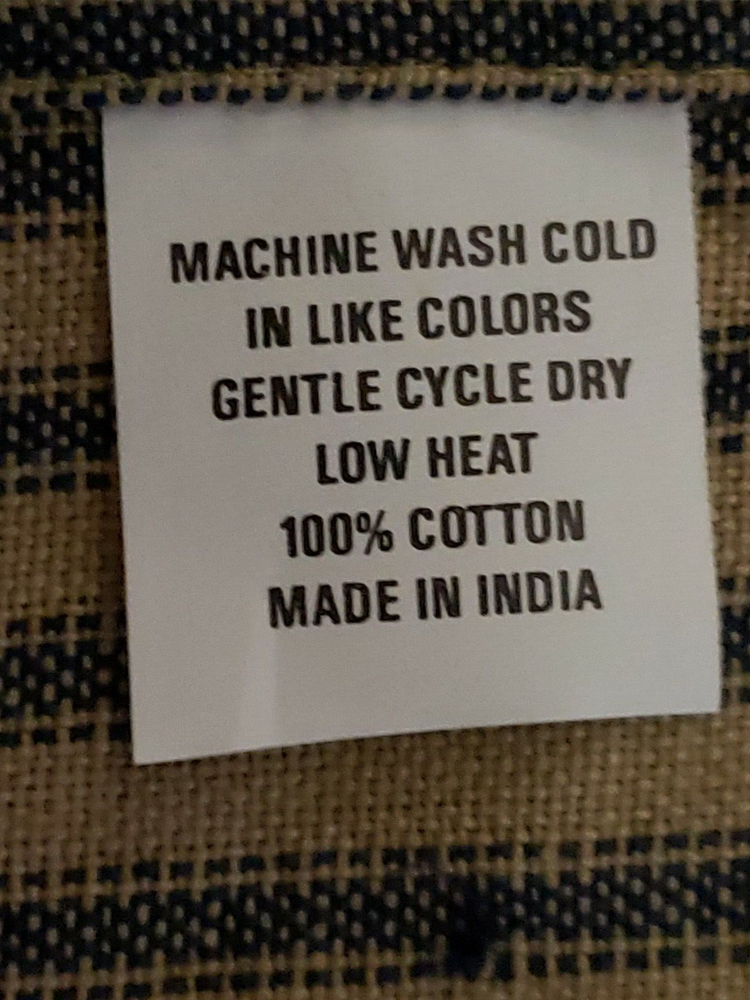 MACHINE WASH COLD
IN LIKE COLORS
GENTLE CYCLE DRY
LOW HEAT
100% COTTON
MADE IN INDIA